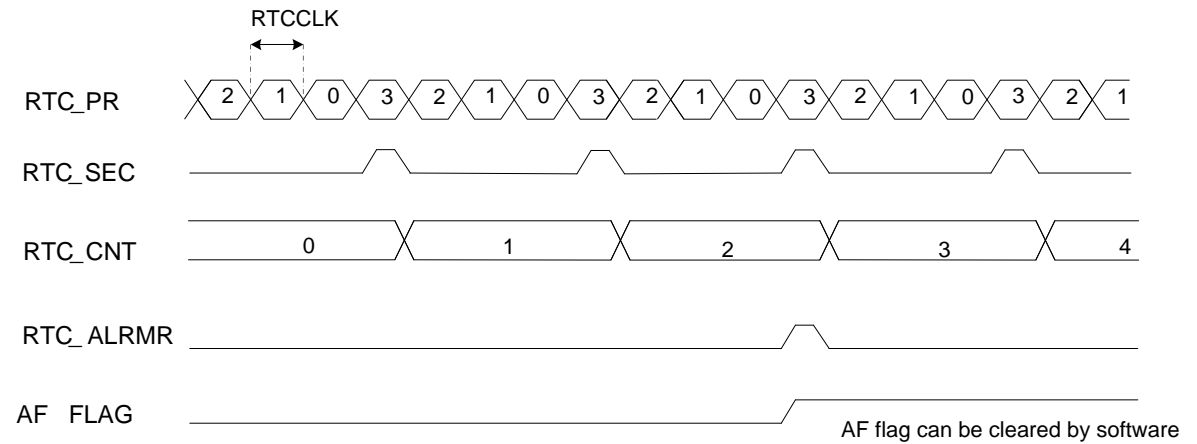 RTCCLK
RTC_PR 2 1 0 3 2 1 0 3 2 1 0 3 2 1 0 3 2 1
RTC_SEC
RTC_CNT 0 1 2 3 4
RTC_ ALRMR
AF FLAG
AF flag can be cleared by software